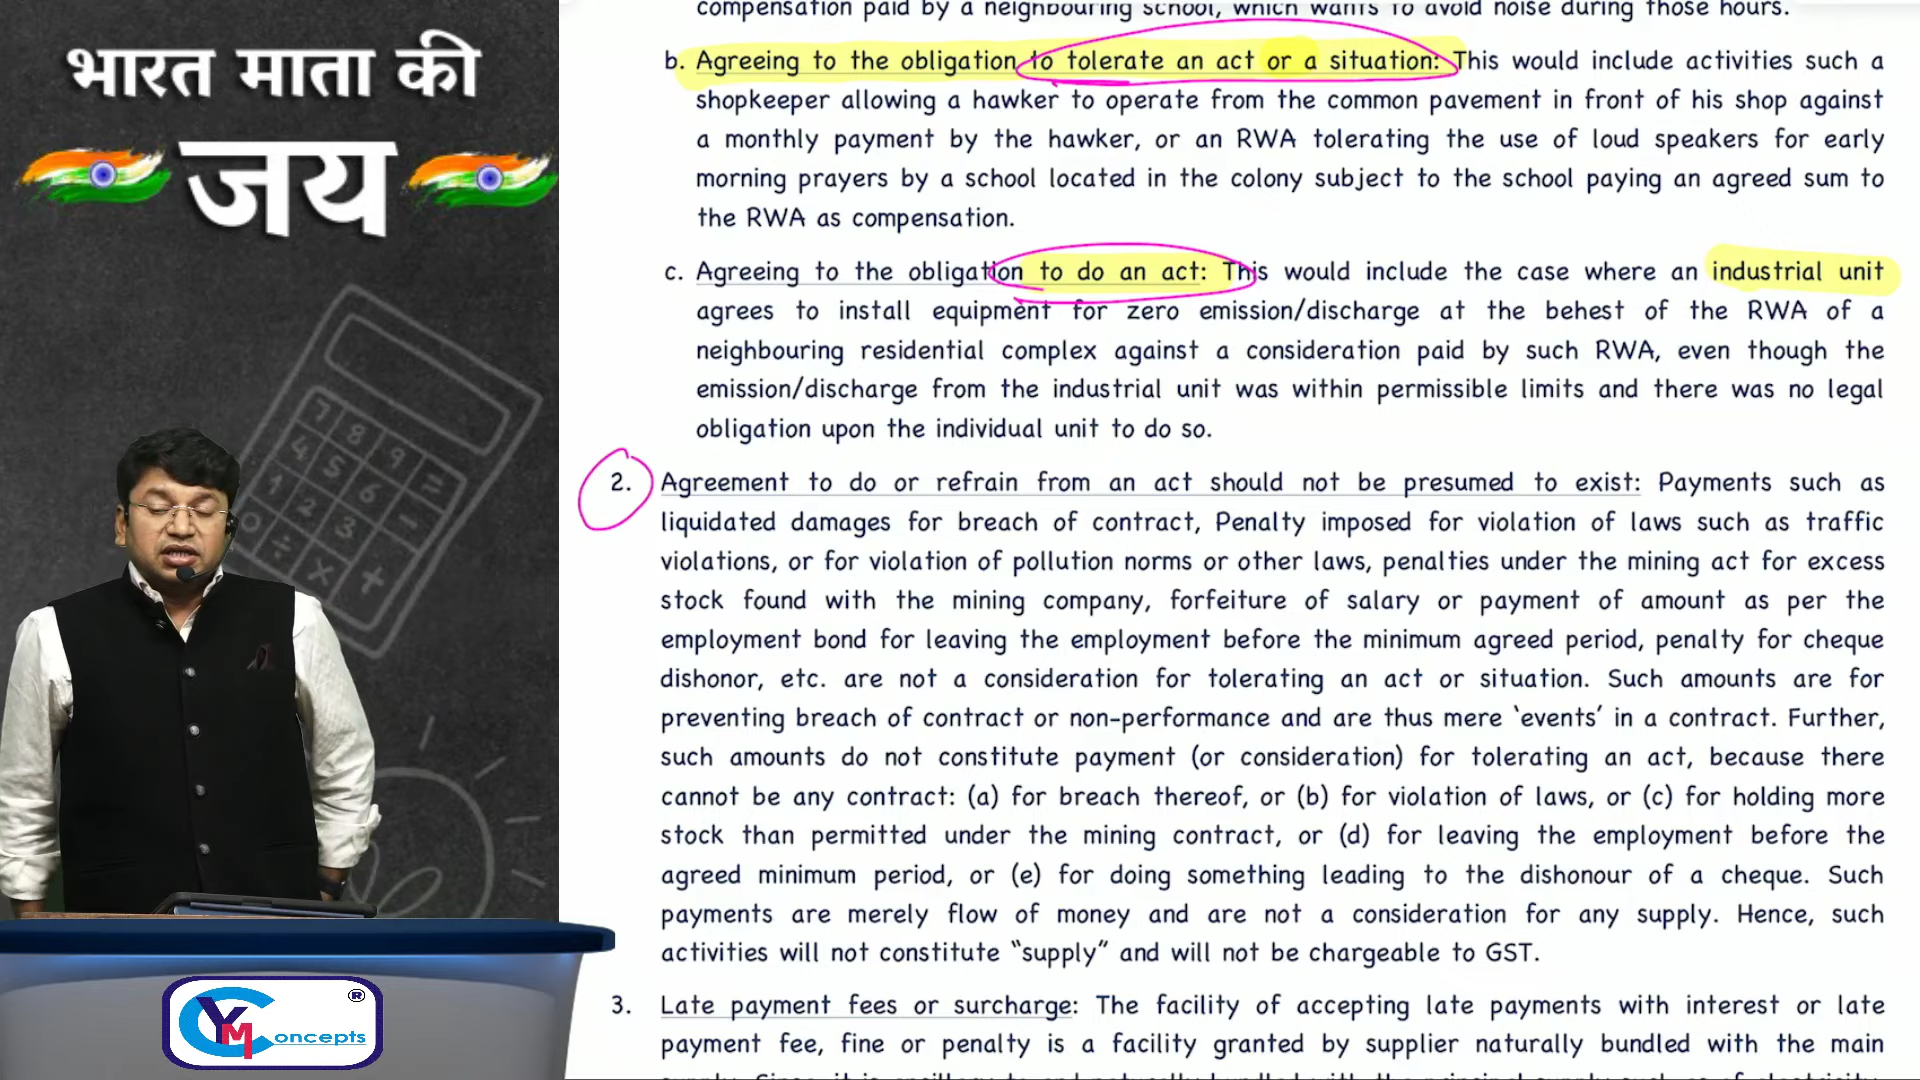 भारत माता की
जय
compensation paid by a neighbouring school, which wants to avoid noise during those hours.
b. Agreeing to the obligation to tolerate an act or a situation: This would include activities such a
shopkeeper allowing a hawker to operate from the common pavement in front of his shop against
a monthly payment by the hawker, or an RWA tolerating the use of loud speakers for early
morning prayers by a school located in the colony subject to the school paying an agreed sum to
the RWA as compensation.
c. Agreeing to the obligation to do an act: This would include the case where an industrial unit
agrees to install equipment for zero emission/discharge at the behest of the RWA of a
neighbouring residential complex against a consideration paid by such RWA, even though the
emission/discharge from the industrial unit was within permissible limits and there was no legal
obligation upon the individual unit to do so.
2. Agreement to do or refrain from an act should not be presumed to exist: Payments such as
liquidated damages for breach of contract, Penalty imposed for violation of laws such as traffic
violations, or for violation of pollution norms or other laws, penalties under the mining act for excess
stock found with the mining company, forfeiture of salary or payment of amount as per the
employment bond for leaving the employment before the minimum agreed period, penalty for cheque
dishonor, etc. are not a consideration for tolerating an act or situation. Such amounts are for
preventing breach of contract or non-performance and are thus mere ‘events’ in a contract. Further,
such amounts do not constitute payment (or consideration) for tolerating an act, because there
cannot be any contract: (a) for breach thereof, or (b) for violation of laws, or (c) for holding more
stock than permitted under the mining contract, or (d) for leaving the employment before the
agreed minimum period, or (e) for doing something leading to the dishonour of a cheque. Such
payments are merely flow of money and are not a consideration for any supply. Hence, such
activities will not constitute “supply” and will not be chargeable to GST.
3. Late payment fees or surcharge: The facility of accepting late payments with interest or late
payment fee, fine or penalty is a facility granted by supplier naturally bundled with the main
7 8 9 =
4 5 6 -
1 2 3
0 ÷ × +
CYM ®
oncepts